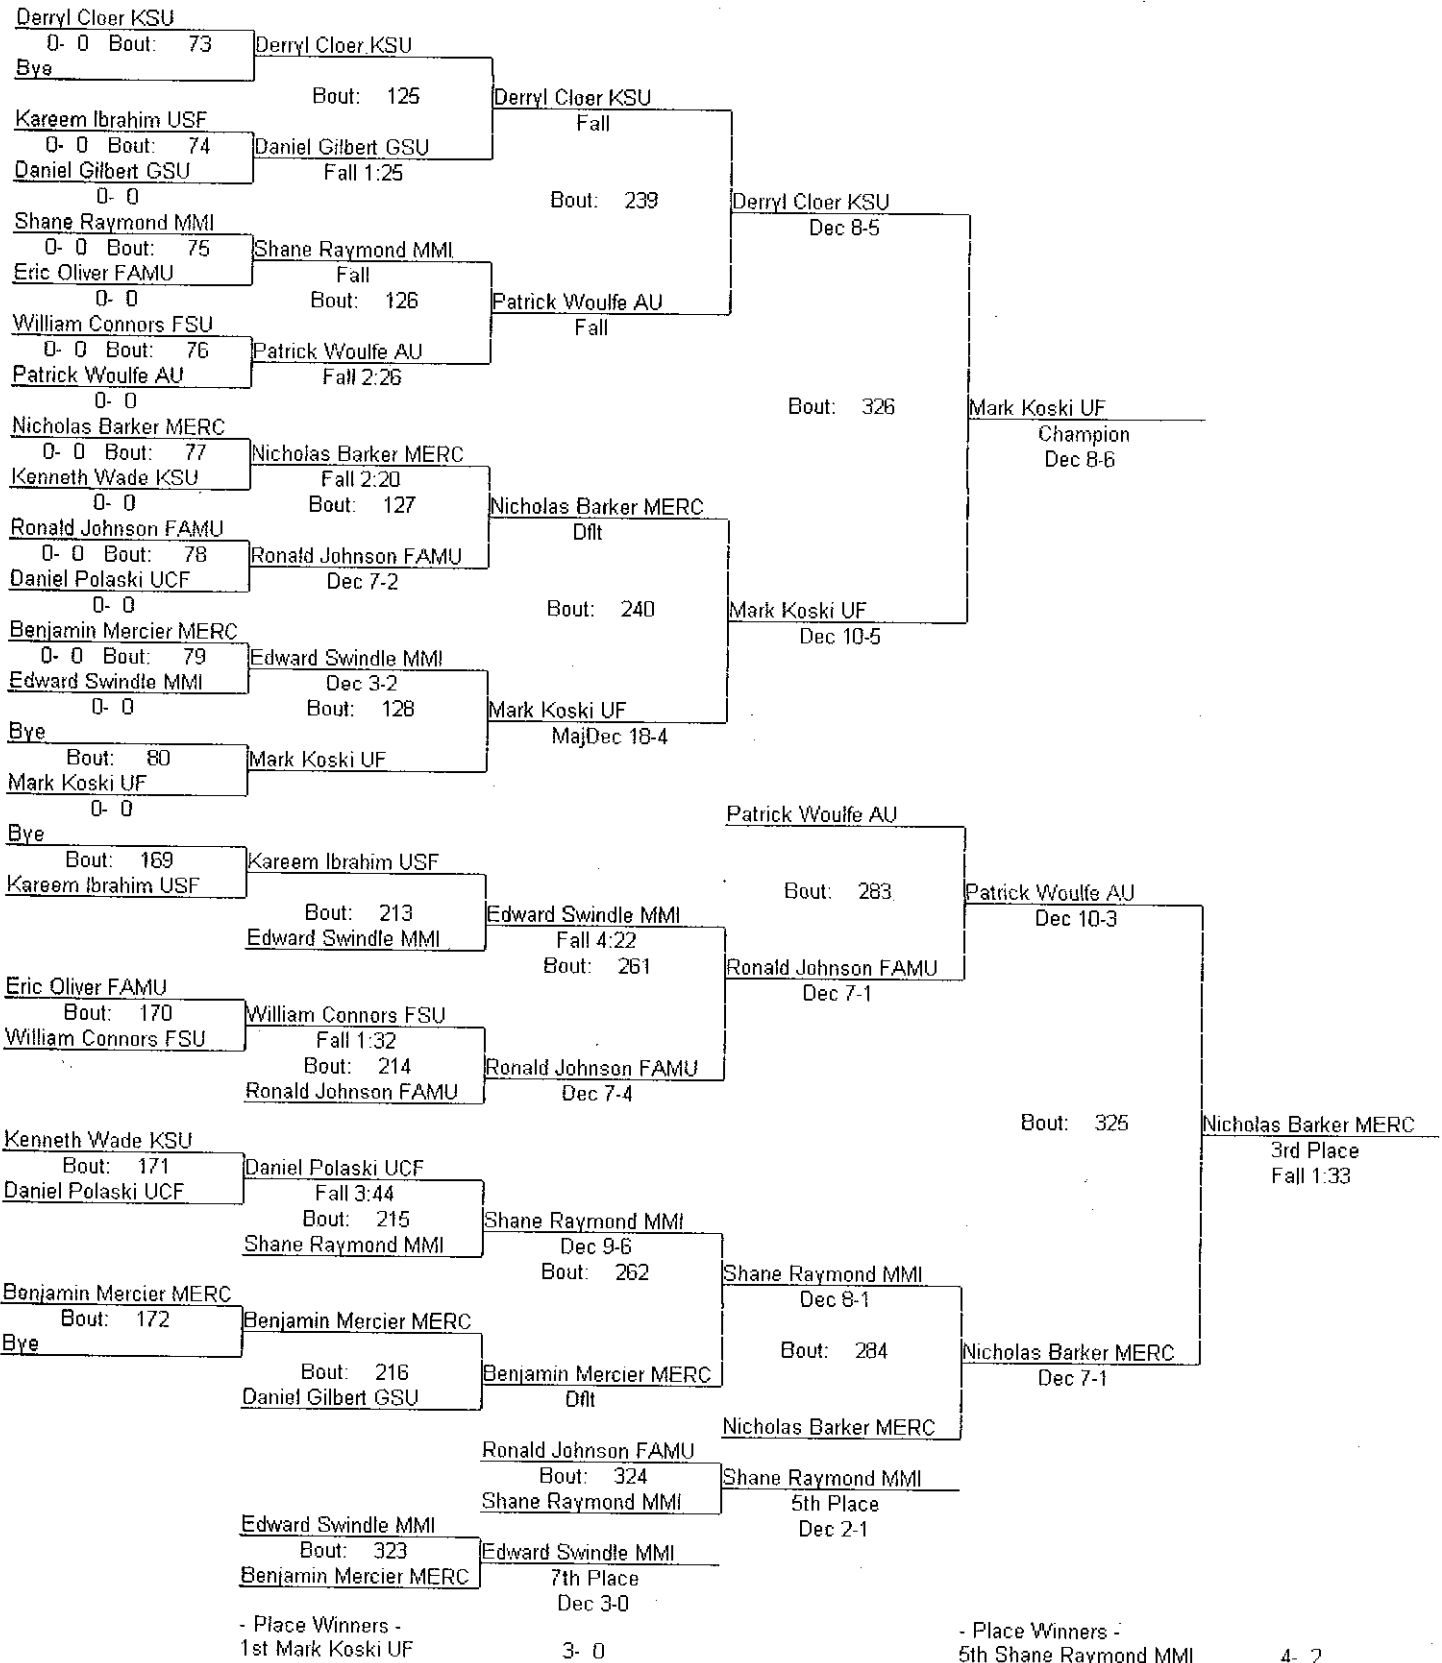 Derryl Cloer KSU
0- 0 Bout: 73
Derryl Cloer KSU
Bye
Bout: 125
Derryl Cloer KSU
Kareem Ibrahim USF
Fall
0- 0 Bout: 74
Daniel Gilbert GSU
Daniel Gilbert GSU
Fall 1:25
0- 0
Bout: 239
Derryl Cloer KSU
Shane Raymond MMI
Dec 8-5
0- 0 Bout: 75
Shane Raymond MMI
Eric Oliver FAMU
Fall
0- 0
Bout: 126
Patrick Woulfe AU
William Connors FSU
Fall
0- 0 Bout: 76
Patrick Woulfe AU
Patrick Woulfe AU
Fall 2:26
0- 0
Bout: 326
Mark Koski UF
Nicholas Barker MERC
Champion
0- 0 Bout: 77
Nicholas Barker MERC
Dec 8-6
Kenneth Wade KSU
Fall 2:20
0- 0
Bout: 127
Nicholas Barker MERC
Ronald Johnson FAMU
Dflt
0- 0 Bout: 78
Ronald Johnson FAMU
Daniel Polaski UCF
Dec 7-2
0- 0
Bout: 240
Mark Koski UF
Benjamin Mercier MERC
Dec 10-5
0- 0 Bout: 79
Edward Swindle MMI
Edward Swindle MMI
Dec 3-2
0- 0
Bout: 128
Mark Koski UF
Bye
MajDec 18-4
Bout: 80
Mark Koski UF
Mark Koski UF
0- 0
Patrick Woulfe AU
Bye
Bout: 169
Kareem Ibrahim USF
Kareem Ibrahim USF
Bout: 283
Patrick Woulfe AU
Bout: 213
Edward Swindle MMI
Dec 10-3
Edward Swindle MMI
Fall 4:22
Bout: 261
Ronald Johnson FAMU
Eric Oliver FAMU
Dec 7-1
Bout: 170
William Connors FSU
William Connors FSU
Fall 1:32
Bout: 214
Ronald Johnson FAMU
Ronald Johnson FAMU
Dec 7-4
Bout: 325
Nicholas Barker MERC
Kenneth Wade KSU
3rd Place
Bout: 171
Daniel Polaski UCF
Fall 1:33
Daniel Polaski UCF
Fall 3:44
Bout: 215
Shane Raymond MMI
Shane Raymond MMI
Dec 9-6
Bout: 262
Shane Raymond MMI
Benjamin Mercier MERC
Dec 8-1
Bout: 172
Benjamin Mercier MERC
Bye
Bout: 284
Nicholas Barker MERC
Bout: 216
Benjamin Mercier MERC
Dec 7-1
Daniel Gilbert GSU
Dflt
Nicholas Barker MERC
Ronald Johnson FAMU
Bout: 324
Shane Raymond MMI
Shane Raymond MMI
5th Place
Edward Swindle MMI
Dec 2-1
Bout: 323
Edward Swindle MMI
Benjamin Mercier MERC
7th Place
Dec 3-0
- Place Winners -
1st Mark Koski UF 3- 0
- Place Winners -
5th Shane Raymond MMI 4- 2